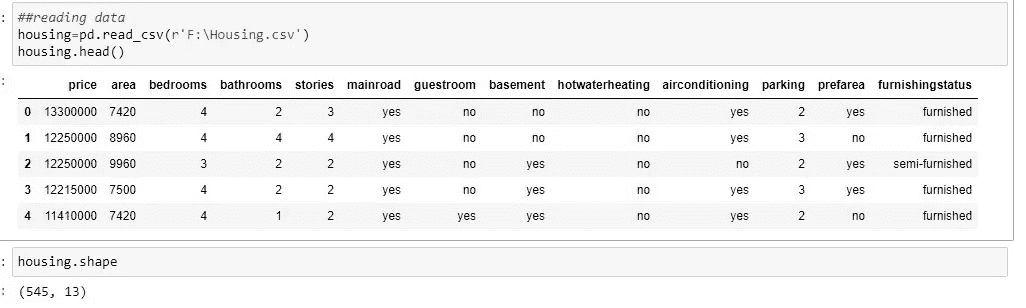 : ##reading data
housing=pd.read_csv(r'F:\Housing.csv')
housing.head()
:
price area bedrooms bathrooms stories mainroad guestroom basement hotwaterheating airconditioning parking prefarea furnishingstatus
0 13300000 7420 4 2 3 yes no no no yes 2 yes furnished
1 12250000 8960 4 4 4 yes no no no yes 3 no furnished
2 12250000 9960 3 2 2 yes no yes no no 2 yes semi-furnished
3 12215000 7500 4 2 2 yes no yes no yes 3 yes furnished
4 11410000 7420 4 1 2 yes yes yes no yes 2 no furnished
: housing.shape
: (545, 13)